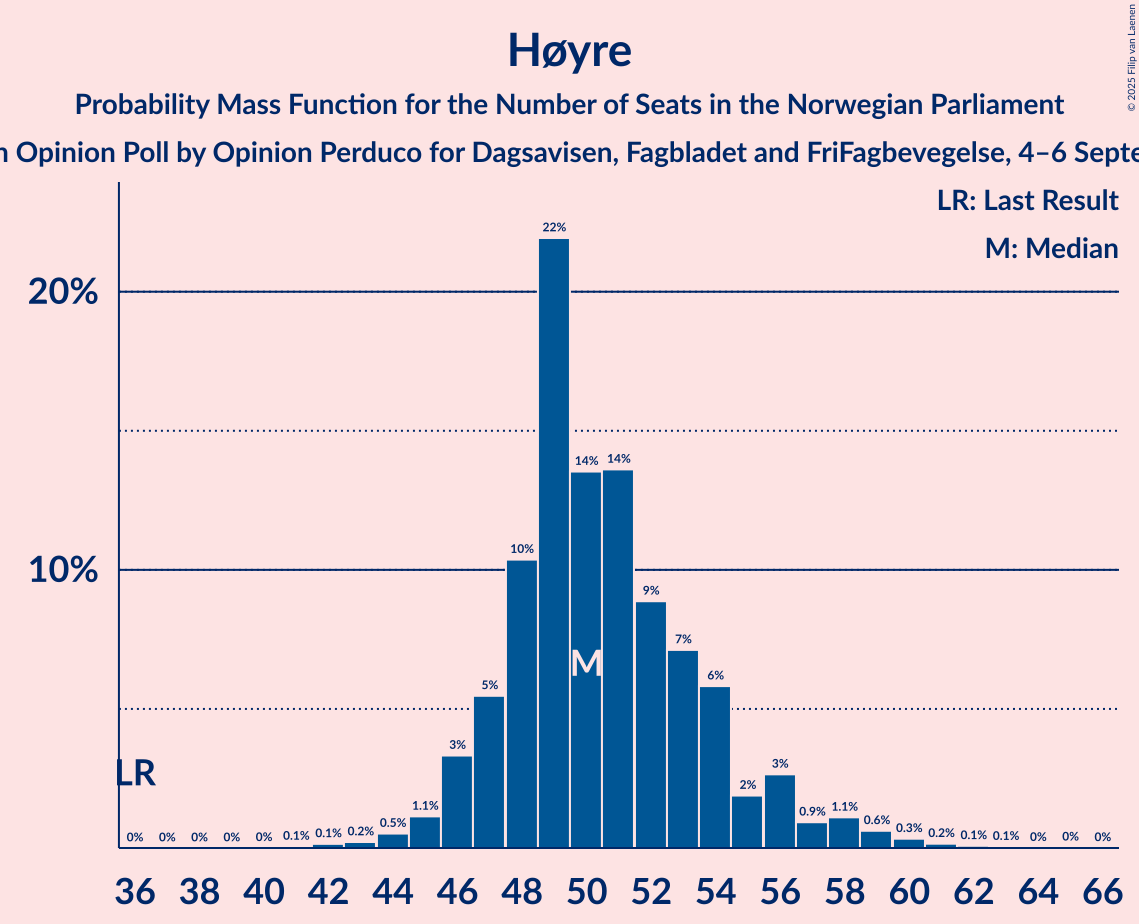 Høyre
© 2025 Filip van Laenen
Probability Mass Function for the Number of Seats in the Norwegian Parliament
Opinion Poll by Opinion Perduco for Dagsavisen, Fagbladet and FriFagbevegelse, 4–6
LR: Last Result
M: Median
20%
10%
22%
14% 14%
10%
9%
7%
6%
5%
3%
3%
2%
M
LR
0% 0% 0% 0% 0% 0.1% 0.1% 0.2% 0.5% 1.1% 0.9% 1.1% 0.6% 0.3% 0.2% 0.1% 0.1% 0% 0% 0%
36 38 40 42 44 46 48 50 52 54 56 58 60 62 64 66